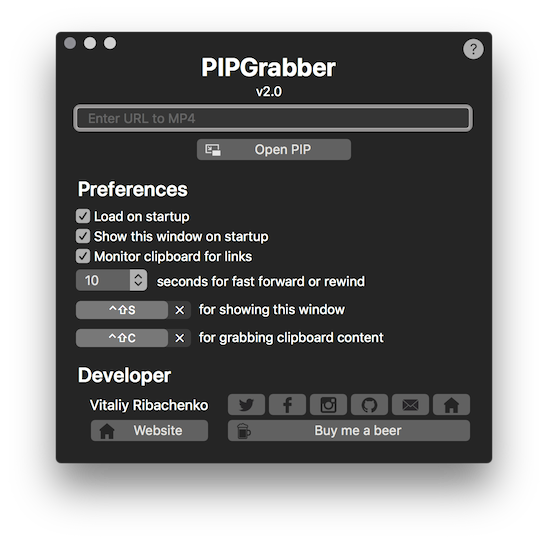 ?
PIPGrabber
v2.0
Enter URL to MP4
Open PIP
Preferences
Load on startup
Show this window on startup
Monitor clipboard for links
10 seconds for fast forward or rewind
^⇧S × for showing this window
^⇧C × for grabbing clipboard content
Developer
Vitaliy Ribachenko
Website
Buy me a beer